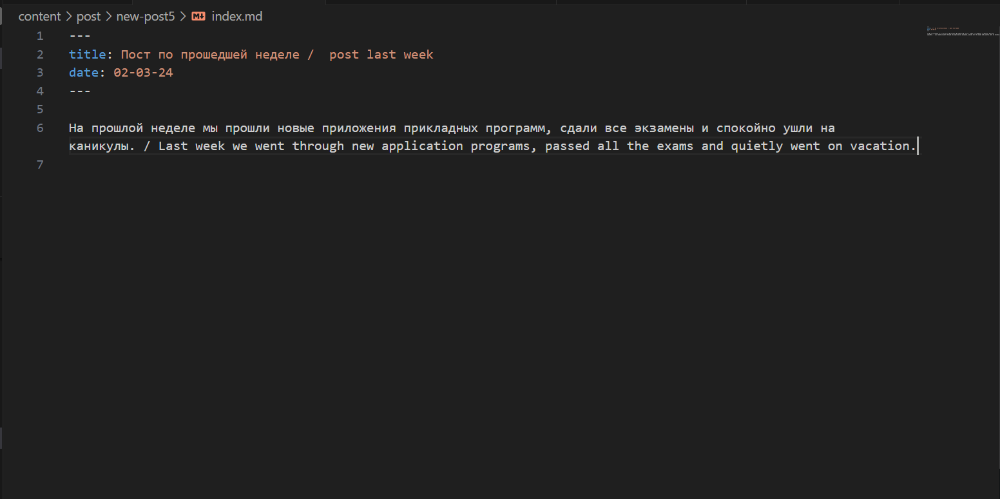 content > post > new-post5 > index.md
1 ---
2 title: Пост по прошедшей неделе /  post last week
3 date: 02-03-24
4 ---
5
6 На прошлой неделе мы прошли новые приложения прикладных программ, сдали все экзамены и спокойно ушли на
каникулы. / Last week we went through new application programs, passed all the exams and quietly went on vacation.
7